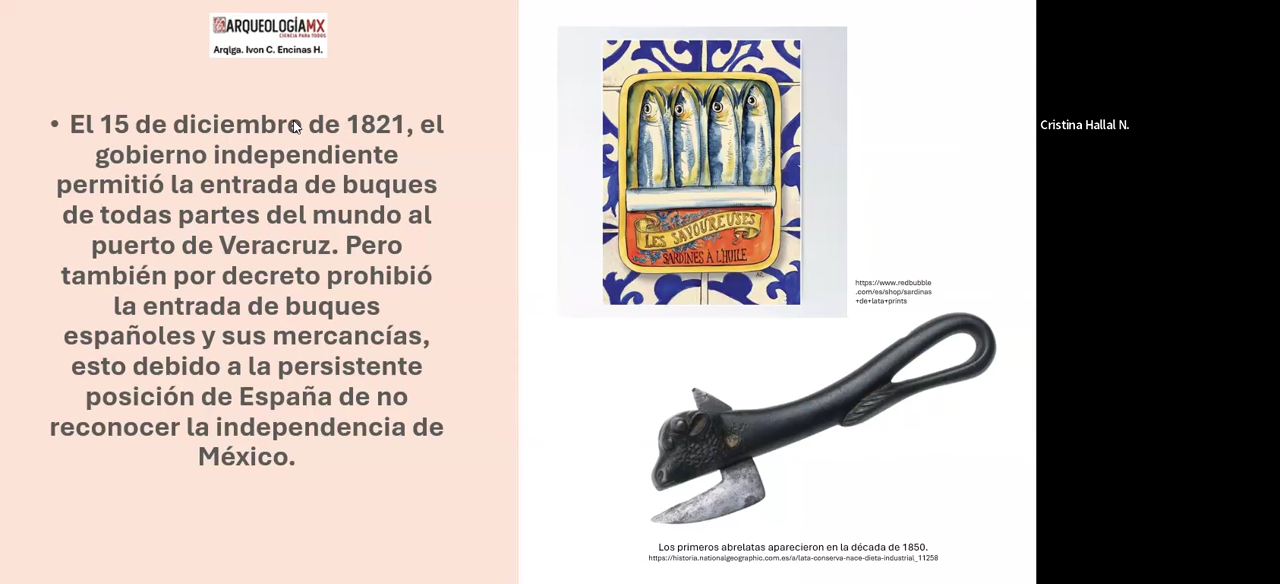 ARQUEOLOGÍAMX
CIENCIA PARA TODOS
Arqlga. Ivon C. Encinas H.
• El 15 de diciembre de 1821, el
gobierno independiente
permitió la entrada de buques
de todas partes del mundo al
puerto de Veracruz. Pero
también por decreto prohibió
la entrada de buques
españoles y sus mercancías,
esto debido a la persistente
posición de España de no
reconocer la independencia de
México.
LES SAVOUREUSES
SARDINES À L'HUILE
https://www.redbubble
.com/es/shop/sardinas
+de+lata+prints
Los primeros abrelatas aparecieron en la década de 1850.
https://historia.nationalgeographic.com.es/a/lata-conserva-nace-dieta-industrial_11258
Cristina Hallal N.